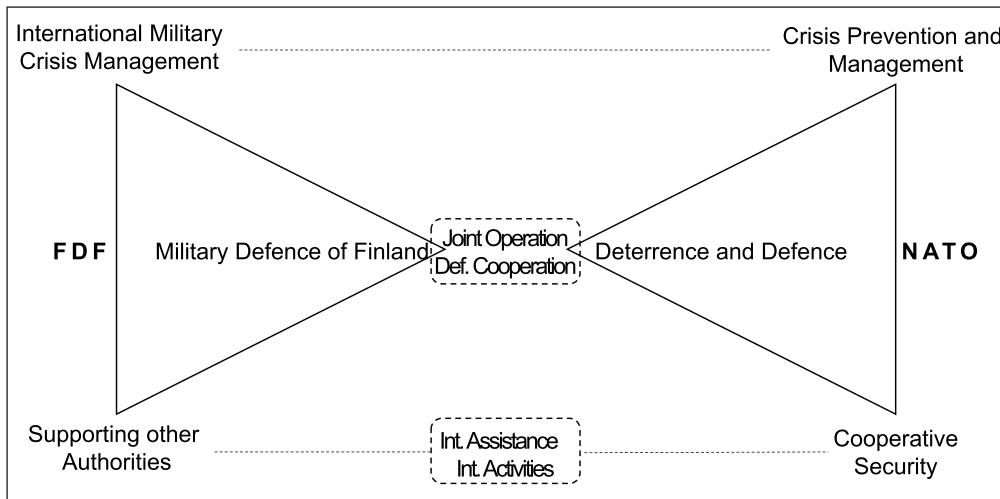 International Military
Crisis Management
Crisis Prevention and
Management
FDF
Military Defence of Finland
Joint Operation
Def. Cooperation
Deterrence and Defence
NATO
Supporting other
Authorities
Int. Assistance
Int. Activities
Cooperative
Security